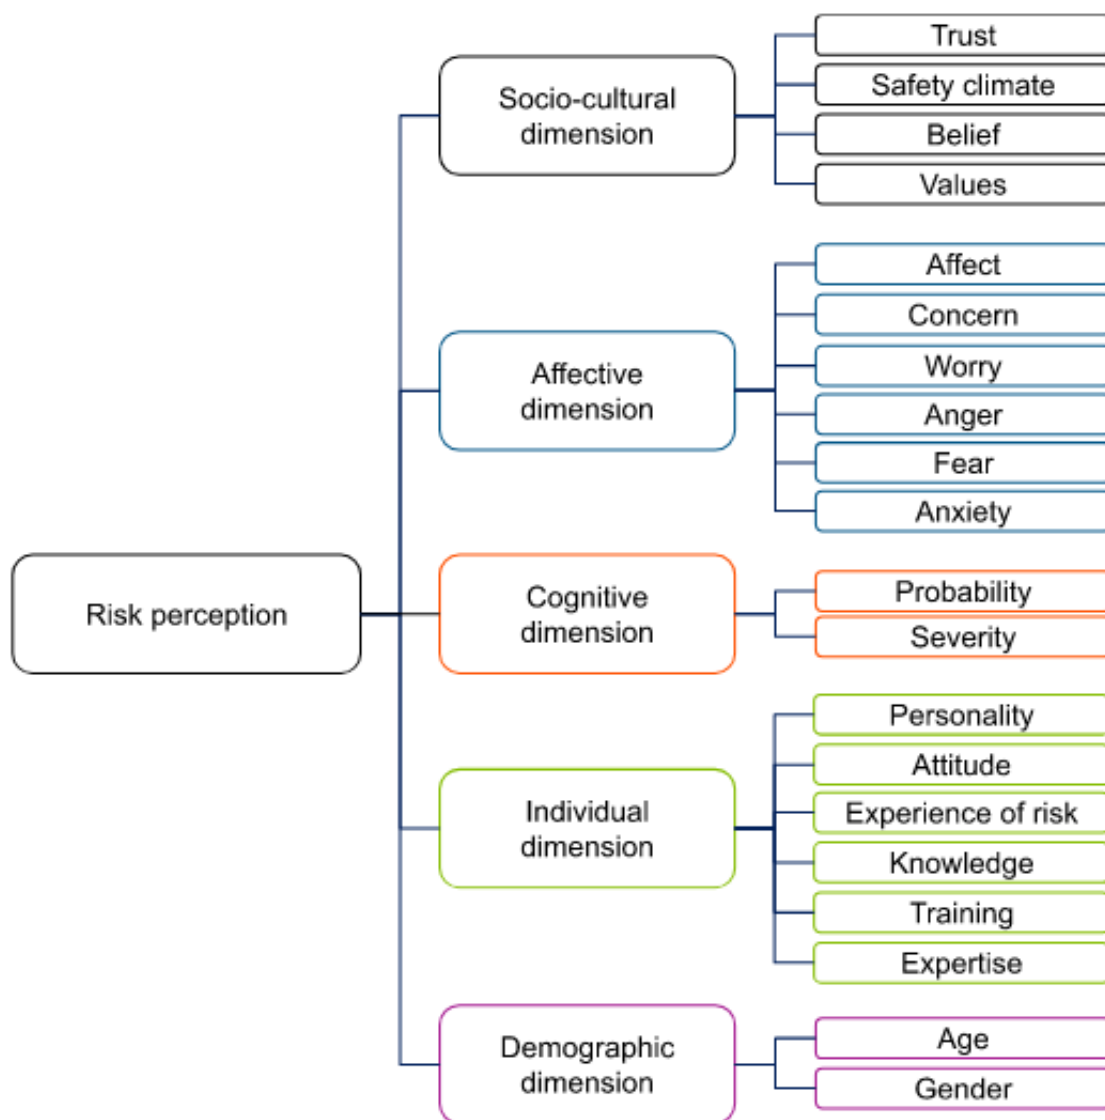 Risk perception
Socio-cultural
dimension
Trust
Safety climate
Belief
Values
Affective
dimension
Affect
Concern
Worry
Anger
Fear
Anxiety
Cognitive
dimension
Probability
Severity
Individual
dimension
Personality
Attitude
Experience of risk
Knowledge
Training
Expertise
Demographic
dimension
Age
Gender